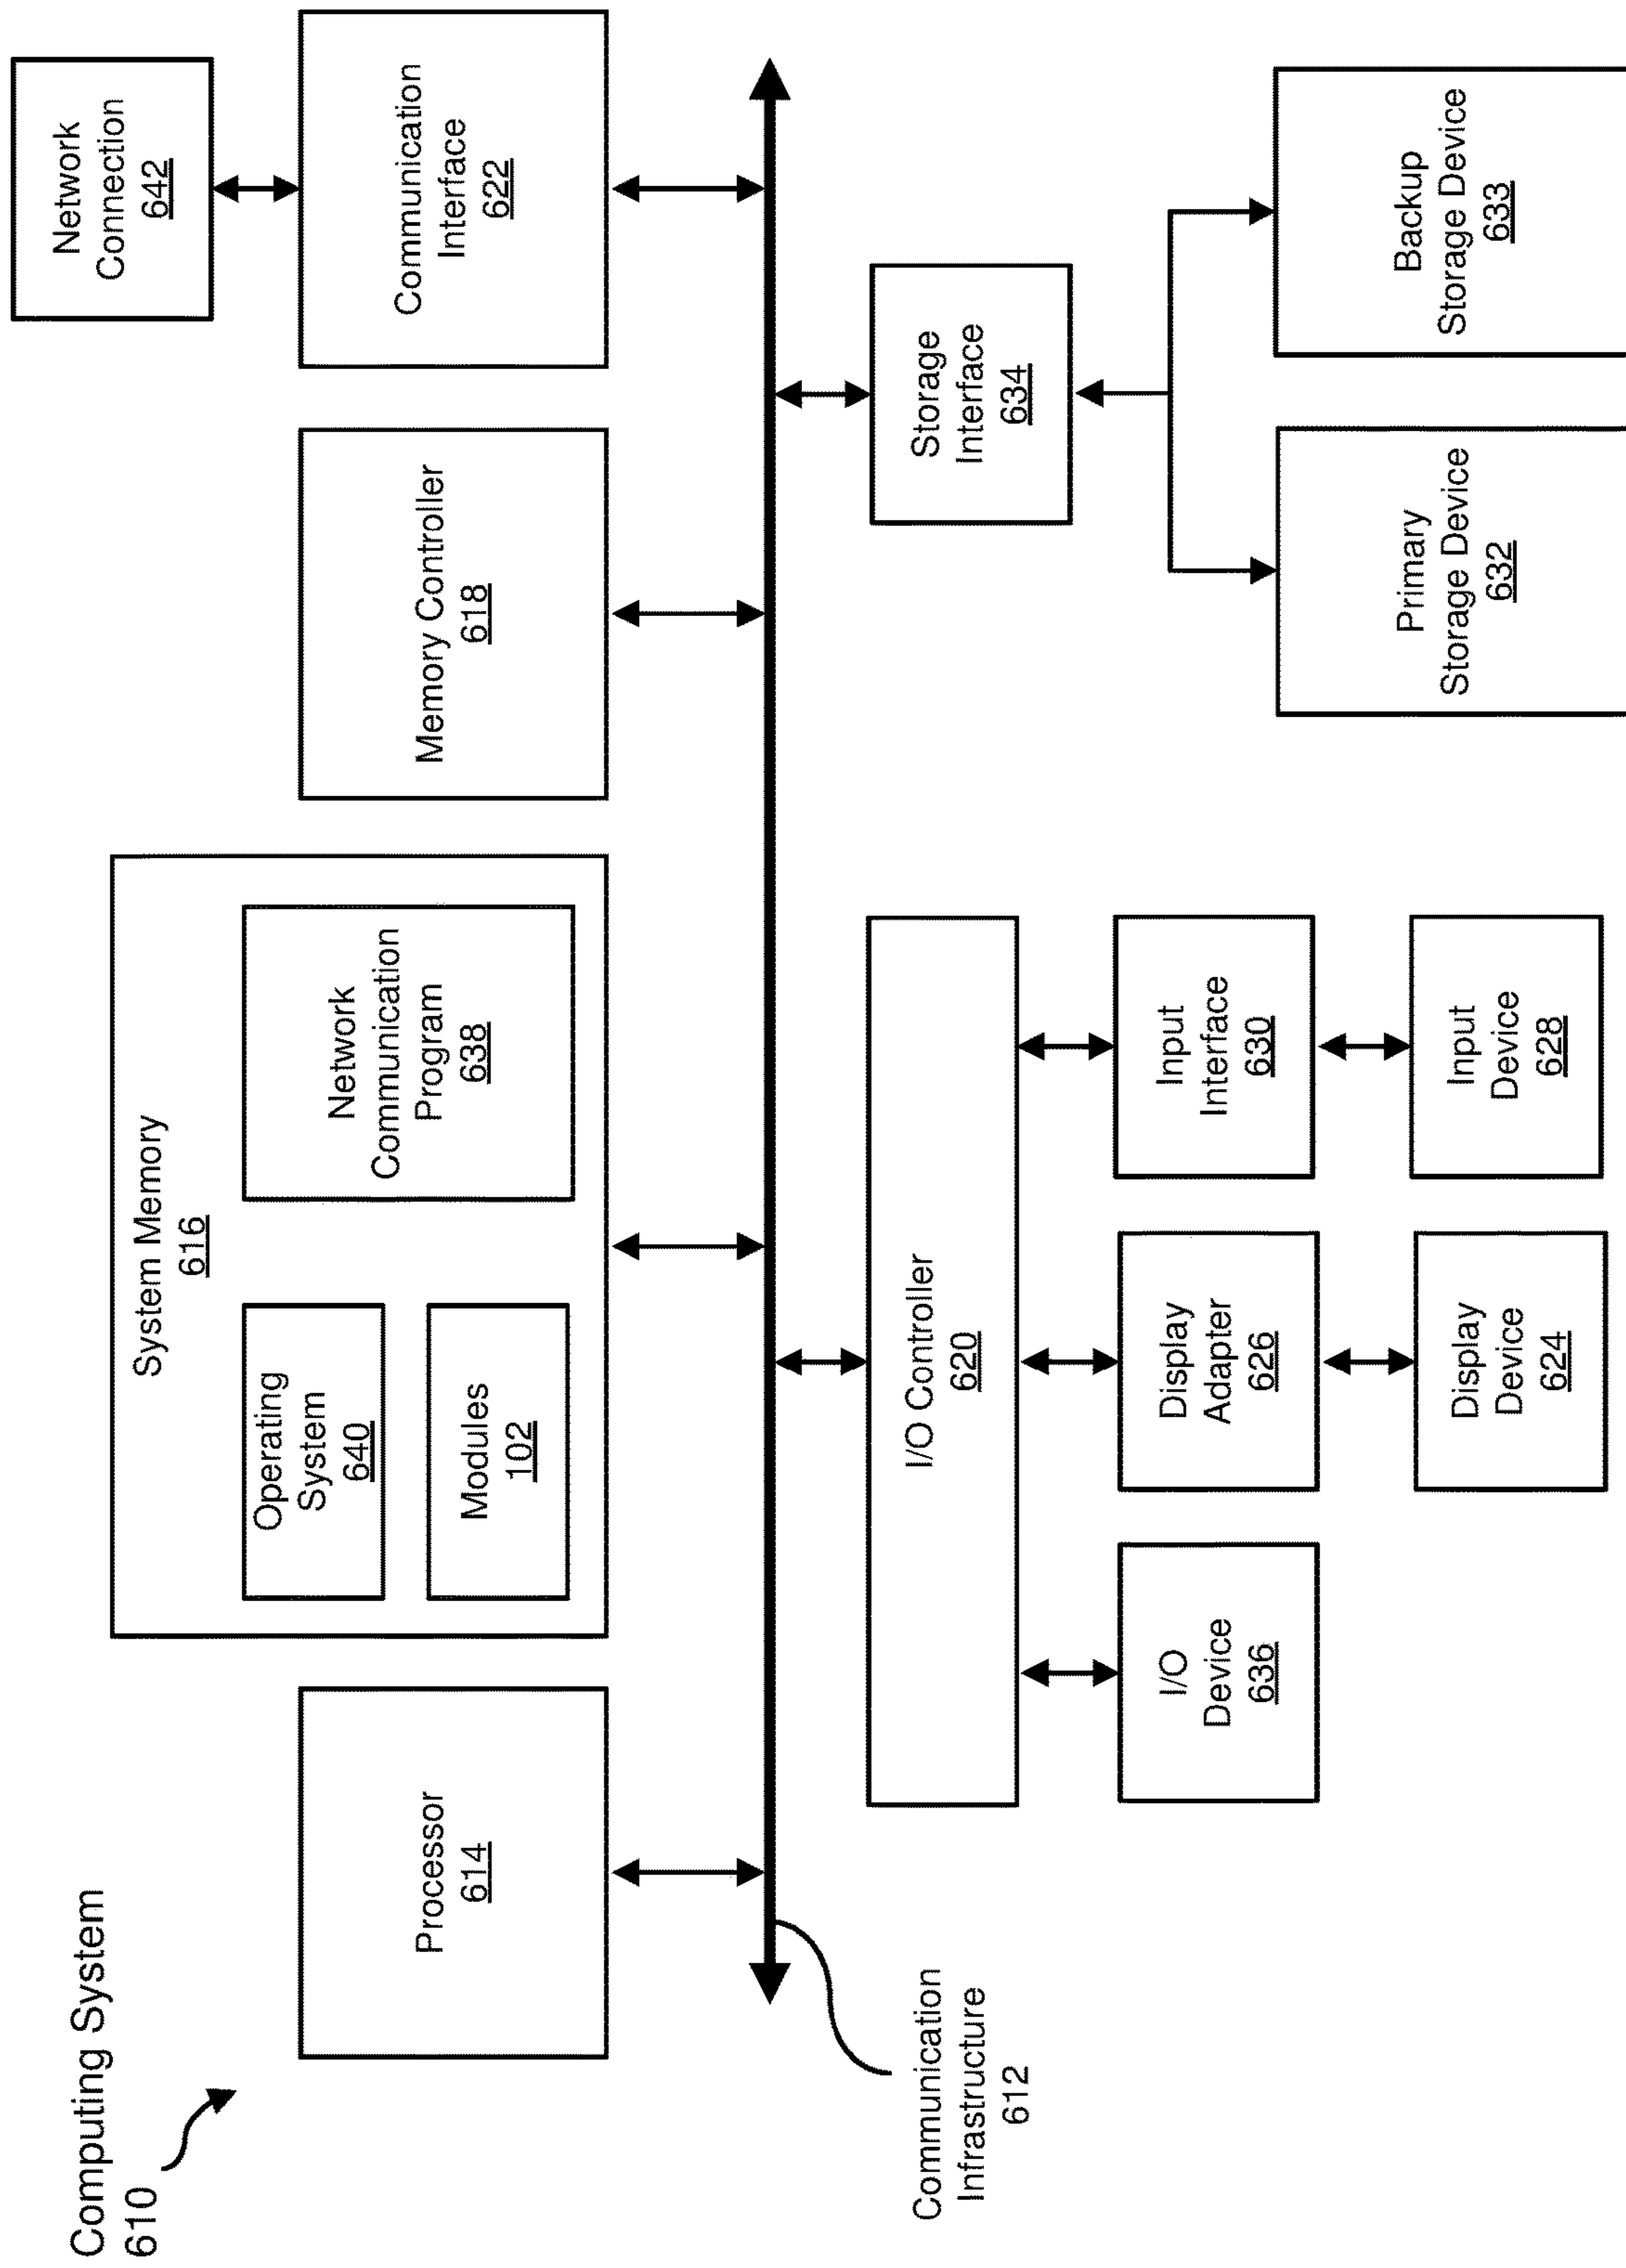 Computing System
610
Processor
614
System Memory
616
Operating
System
640
Modules
102
Network
Communication
Program
638
Memory Controller
618
Communication
Interface
622
Network
Connection
642
Communication
Infrastructure
612
I/O Controller
620
I/O
Device
636
Display
Adapter
626
Input
Interface
630
Display
Device
624
Input
Device
628
Storage
Interface
634
Primary
Storage Device
632
Backup
Storage Device
633